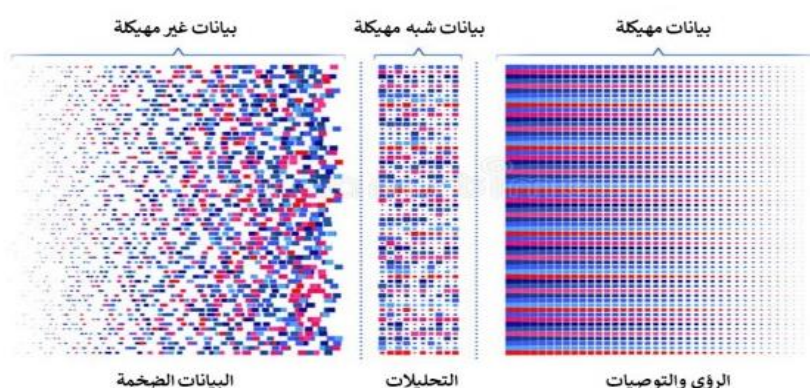 بيانات مهيكلة
بيانات شبه مهيكلة
بيانات غير مهيكلة
الرؤى والتوصيات
التحليلات
البيانات الضخمة